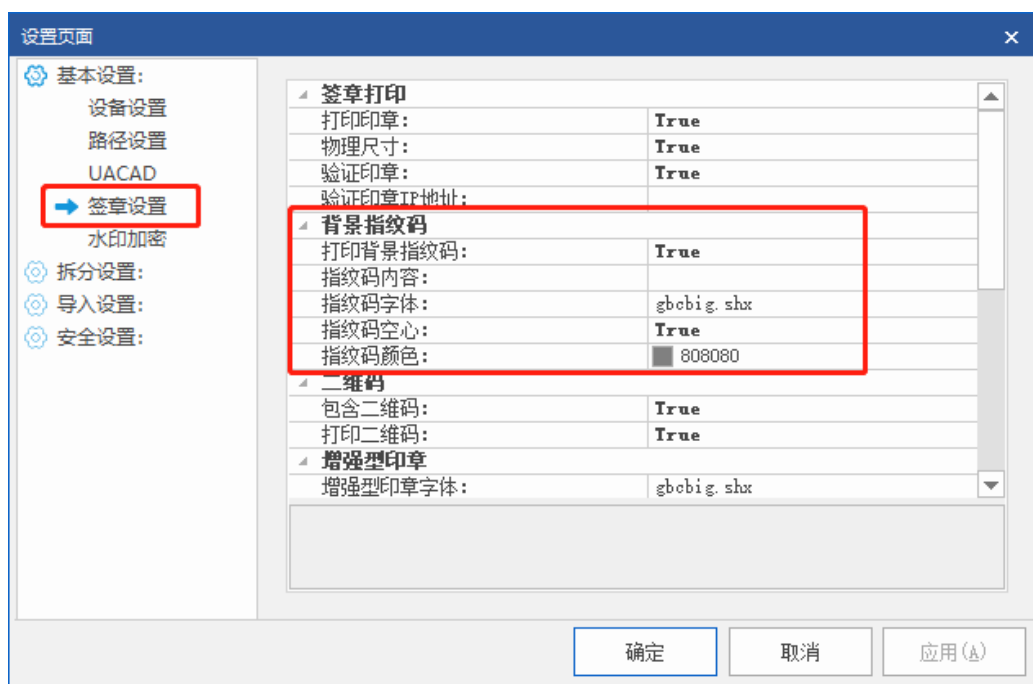 设置页面
基本设置:
设备设置
路径设置
UACAD
签章设置
水印加密
拆分设置:
导入设置:
安全设置:
签章打印
打印印章: True
物理尺寸: True
验证印章: True
验证印章IP地址:
背景指纹码
打印背景指纹码: True
指纹码内容:
指纹码字体: gbcbig.shx
指纹码空心: True
指纹码颜色: 808080
二维码
包含二维码: True
打印二维码: True
增强型印章
增强型印章字体: gbcbig.shx
确定 取消 应用(A)